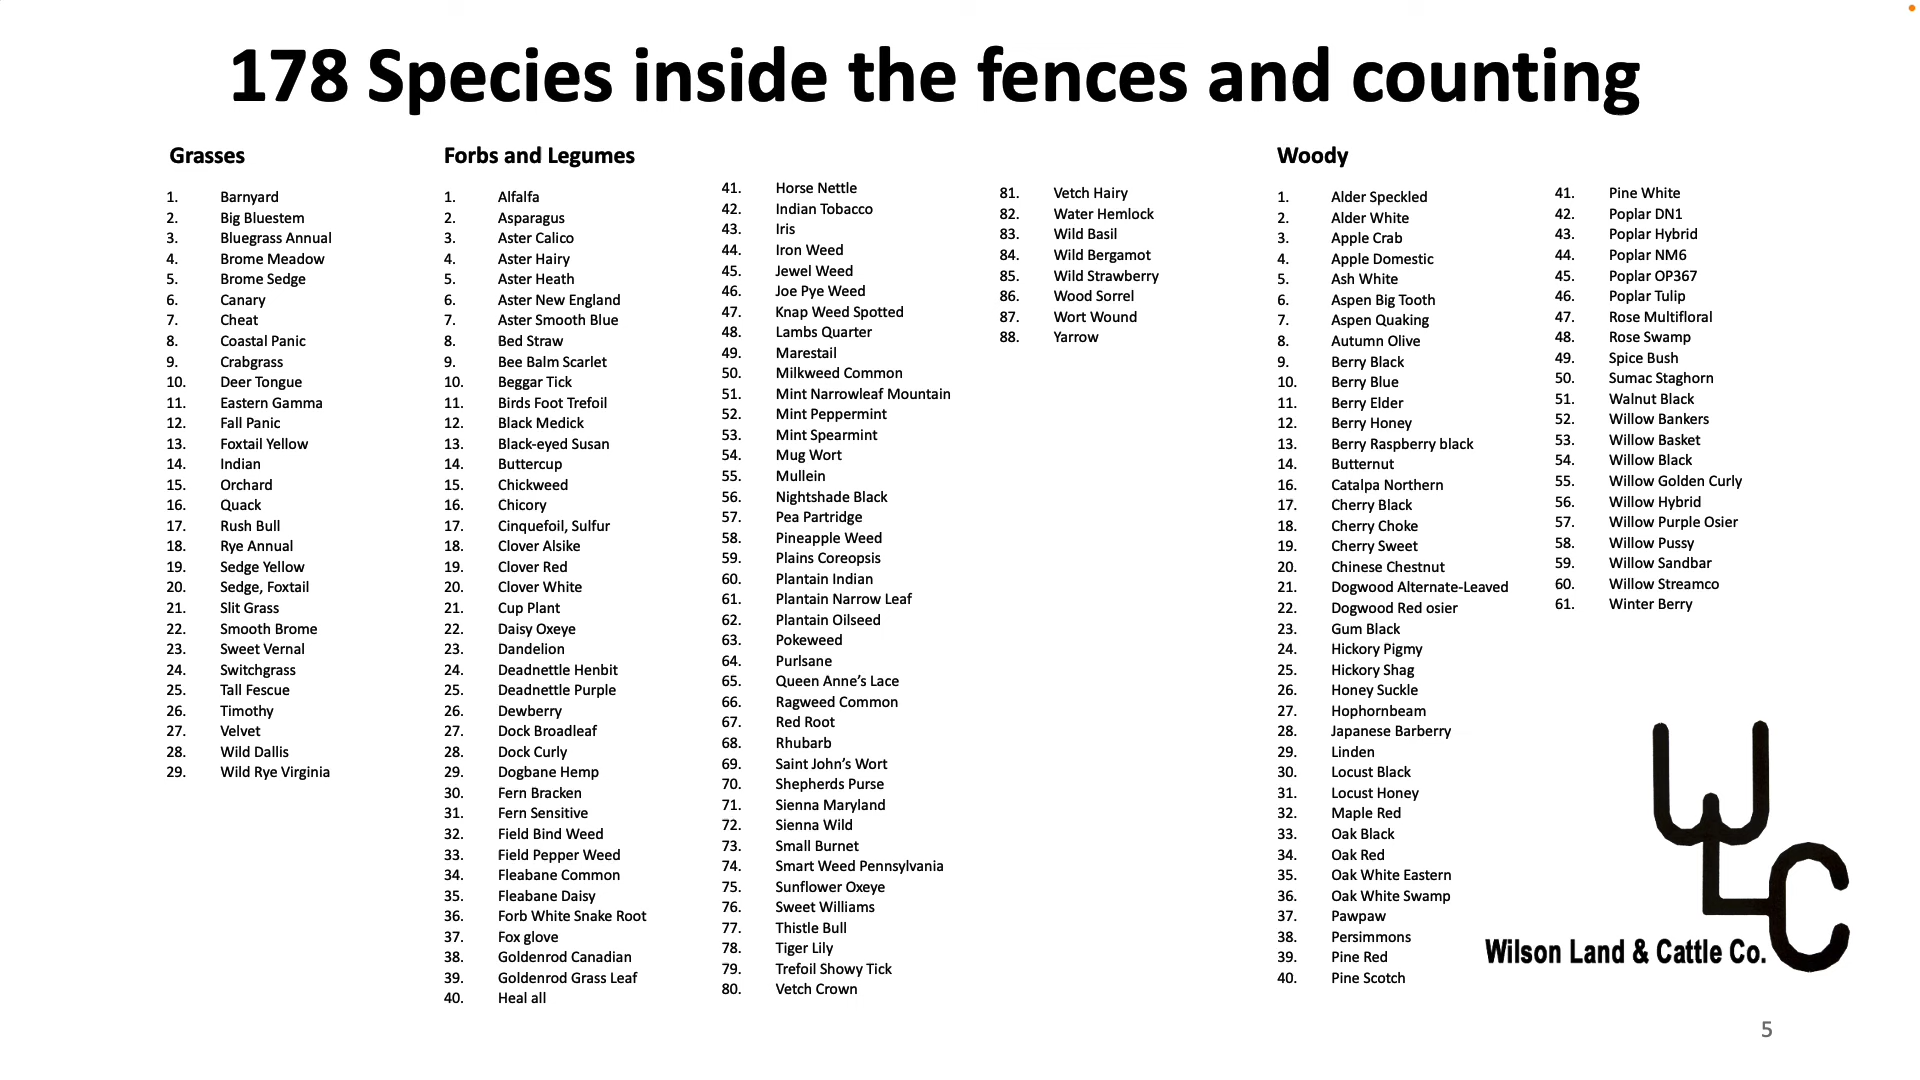 178 Species inside the fences and counting
Grasses
1. Barnyard
2. Big Bluestem
3. Bluegrass Annual
4. Brome Meadow
5. Brome Sedge
6. Canary
7. Cheat
8. Coastal Panic
9. Crabgrass
10. Deer Tongue
11. Eastern Gamma
12. Fall Panic
13. Foxtail Yellow
14. Indian
15. Orchard
16. Quack
17. Rush Bull
18. Rye Annual
19. Sedge Yellow
20. Sedge, Foxtail
21. Slit Grass
22. Smooth Brome
23. Sweet Vernal
24. Switchgrass
25. Tall Fescue
26. Timothy
27. Velvet
28. Wild Dallis
29. Wild Rye Virginia
Forbs and Legumes
1. Alfalfa
2. Asparagus
3. Aster Calico
4. Aster Hairy
5. Aster Heath
6. Aster New England
7. Aster Smooth Blue
8. Bed Straw
9. Bee Balm Scarlet
10. Beggar Tick
11. Birds Foot Trefoil
12. Black Medick
13. Black-eyed Susan
14. Buttercup
15. Chickweed
16. Chicory
17. Cinquefoil, Sulfur
18. Clover Alsike
19. Clover Red
20. Clover White
21. Cup Plant
22. Daisy Oxeye
23. Dandelion
24. Deadnettle Henbit
25. Deadnettle Purple
26. Dewberry
27. Dock Broadleaf
28. Dock Curly
29. Dogbane Hemp
30. Fern Bracken
31. Fern Sensitive
32. Field Bind Weed
33. Field Pepper Weed
34. Fleabane Common
35. Fleabane Daisy
36. Forb White Snake Root
37. Fox glove
38. Goldenrod Canadian
39. Goldenrod Grass Leaf
40. Heal all
41. Horse Nettle
42. Indian Tobacco
43. Iris
44. Iron Weed
45. Jewel Weed
46. Joe Pye Weed
47. Knap Weed Spotted
48. Lambs Quarter
49. Marestail
50. Milkweed Common
51. Mint Narrowleaf Mountain
52. Mint Peppermint
53. Mint Spearmint
54. Mug Wort
55. Mullein
56. Nightshade Black
57. Pea Partridge
58. Pineapple Weed
59. Plains Coreopsis
60. Plantain Indian
61. Plantain Narrow Leaf
62. Plantain Oilseed
63. Pokeweed
64. Purlsane
65. Queen Anne’s Lace
66. Ragweed Common
67. Red Root
68. Rhubarb
69. Saint John’s Wort
70. Shepherds Purse
71. Sienna Maryland
72. Sienna Wild
73. Small Burnet
74. Smart Weed Pennsylvania
75. Sunflower Oxeye
76. Sweet Williams
77. Thistle Bull
78. Tiger Lily
79. Trefoil Showy Tick
80. Vetch Crown
81. Vetch Hairy
82. Water Hemlock
83. Wild Basil
84. Wild Bergamot
85. Wild Strawberry
86. Wood Sorrel
87. Wort Wound
88. Yarrow
Woody
1. Alder Speckled
2. Alder White
3. Apple Crab
4. Apple Domestic
5. Ash White
6. Aspen Big Tooth
7. Aspen Quaking
8. Autumn Olive
9. Berry Black
10. Berry Blue
11. Berry Elder
12. Berry Honey
13. Berry Raspberry black
14. Butternut
16. Catalpa Northern
17. Cherry Black
18. Cherry Choke
19. Cherry Sweet
20. Chinese Chestnut
21. Dogwood Alternate-Leaved
22. Dogwood Red osier
23. Gum Black
24. Hickory Pigmy
25. Hickory Shag
26. Honey Suckle
27. Hophornbeam
28. Japanese Barberry
29. Linden
30. Locust Black
31. Locust Honey
32. Maple Red
33. Oak Black
34. Oak Red
35. Oak White Eastern
36. Oak White Swamp
37. Pawpaw
38. Persimmons
39. Pine Red
40. Pine Scotch
41. Pine White
42. Poplar DN1
43. Poplar Hybrid
44. Poplar NM6
45. Poplar OP367
46. Poplar Tulip
47. Rose Multifloral
48. Rose Swamp
49. Spice Bush
50. Sumac Staghorn
51. Walnut Black
52. Willow Bankers
53. Willow Basket
54. Willow Black
55. Willow Golden Curly
56. Willow Hybrid
57. Willow Purple Osier
58. Willow Pussy
59. Willow Sandbar
60. Willow Streamco
61. Winter Berry
WLC
Wilson Land & Cattle Co.
5